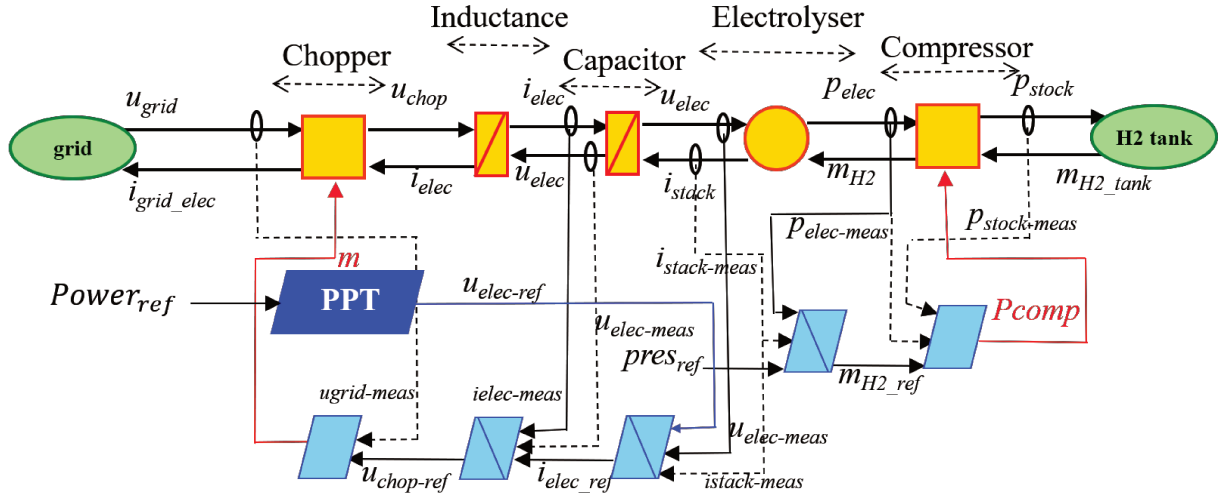 Inductance
Electrolyser
Chopper
Capacitor
Compressor
u_grid
u_chop
i_elec
u_elec
p_elec
p_stock
grid
H2 tank
i_grid_elec
i_elec
u_elec
i_stack
m_H2
m_H2_tank
p_elec-meas
p_stock-meas
m
i_stack-meas
Power_ref
PPT
u_elec-ref
u_elec-meas
Pcomp
pres_ref
m_H2_ref
ugrid-meas
ielec-meas
u_elec-meas
u_chop-ref
i_elec_ref
istack-meas